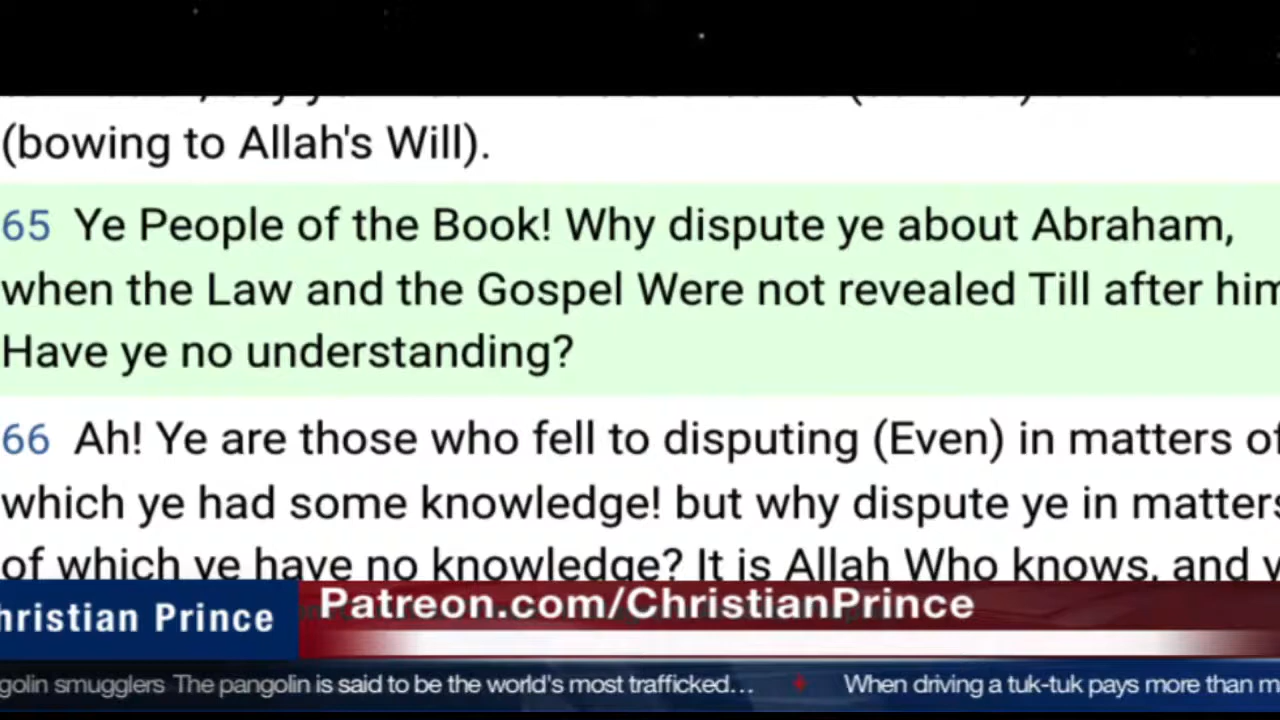 (bowing to Allah's Will).
65 Ye People of the Book! Why dispute ye about Abraham,
when the Law and the Gospel Were not revealed Till after him
Have ye no understanding?
66 Ah! Ye are those who fell to disputing (Even) in matters of
which ye had some knowledge! but why dispute ye in matters
of which ye have no knowledge? It is Allah Who knows, and y
hristian Prince
Patreon.com/ChristianPrince
golin smugglers The pangolin is said to be the world's most trafficked... When driving a tuk-tuk pays more than m